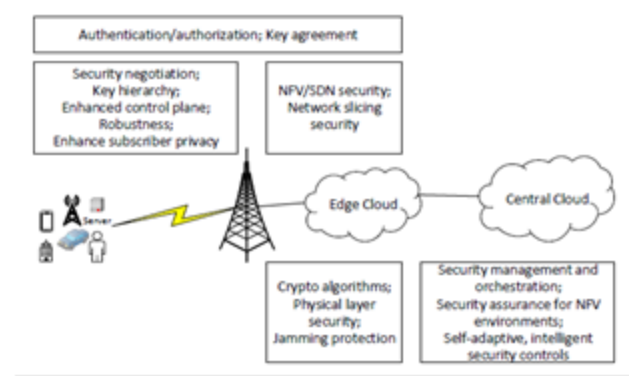 Authentication/authorization; Key agreement
Security negotiation;
Key hierarchy;
Enhanced control plane;
Robustness;
Enhance subscriber privacy
NFV/SDN security;
Network slicing
security
Server
Edge Cloud
Central Cloud
Crypto algorithms;
Physical layer
security;
Jamming protection
Security management and
orchestration;
Security assurance for NFV
environments;
Self-adaptive, intelligent
security controls